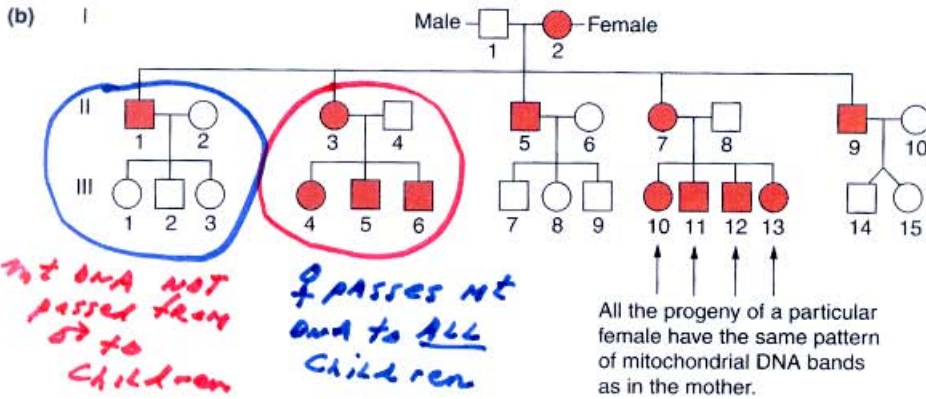 (b) I
Male Female
1 2
II
1 2 3 4 5 6 7 8 9 10
III
1 2 3 4 5 6 7 8 9 10 11 12 13 14 15
mt DNA NOT
passed from
♂ to
Children
♀ passes mt
DNA to ALL
Children
All the progeny of a particular
female have the same pattern
of mitochondrial DNA bands
as in the mother.